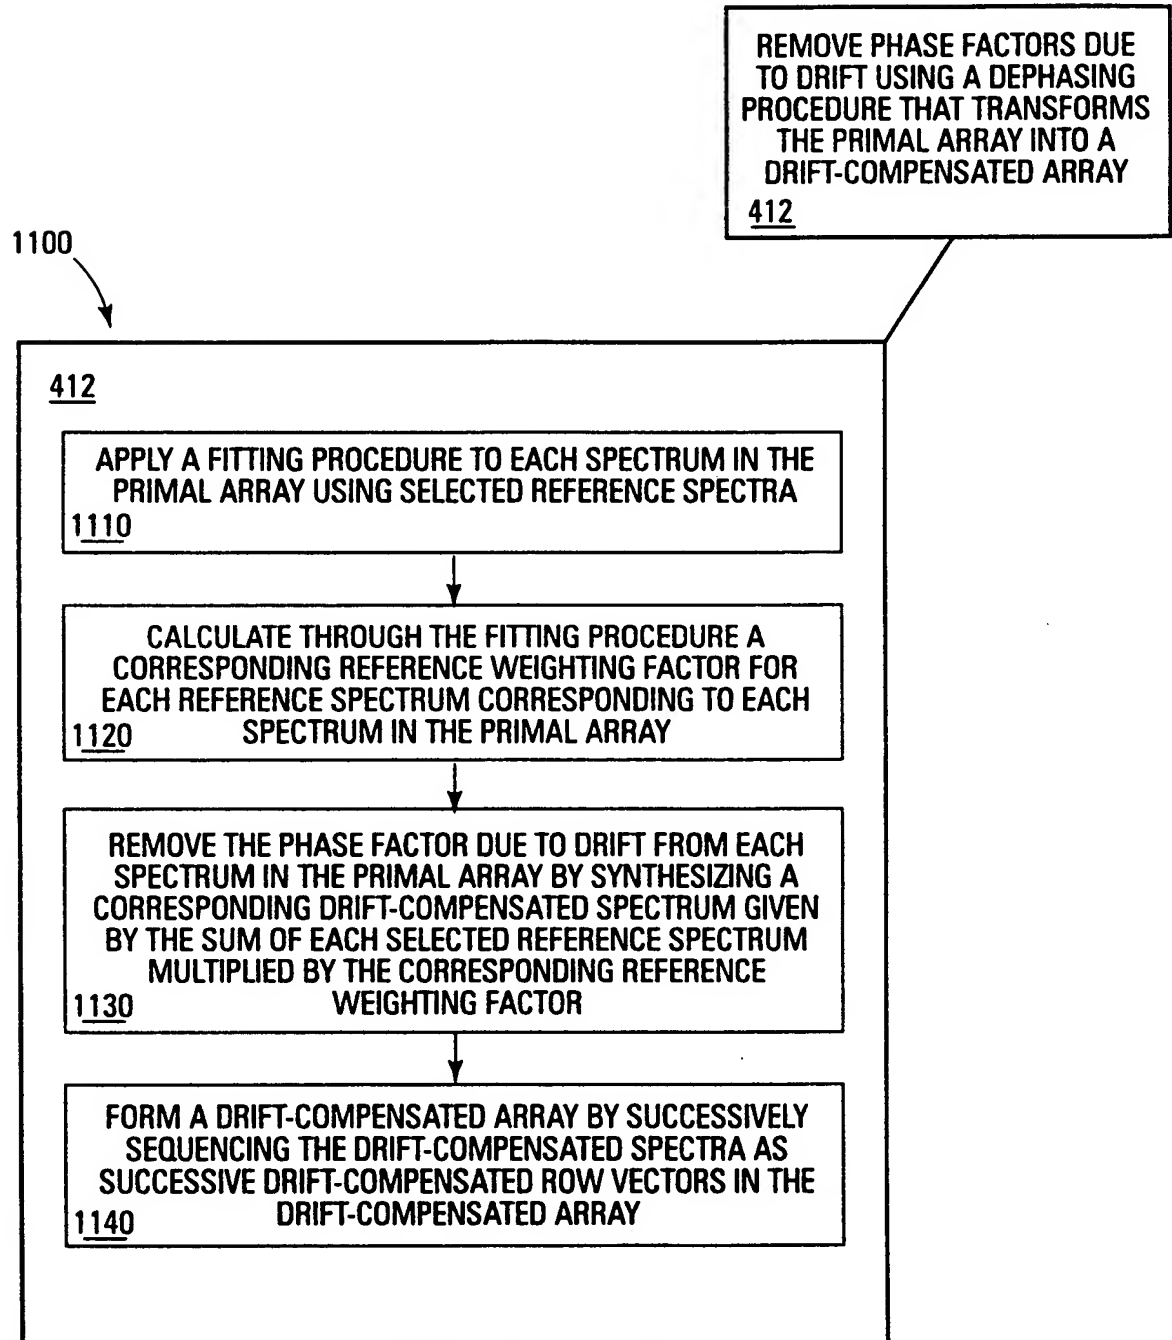 REMOVE PHASE FACTORS DUE
TO DRIFT USING A DEPHASING
PROCEDURE THAT TRANSFORMS
THE PRIMAL ARRAY INTO A
DRIFT-COMPENSATED ARRAY
412
1100
412
APPLY A FITTING PROCEDURE TO EACH SPECTRUM IN THE
PRIMAL ARRAY USING SELECTED REFERENCE SPECTRA
1110
CALCULATE THROUGH THE FITTING PROCEDURE A
CORRESPONDING REFERENCE WEIGHTING FACTOR FOR
EACH REFERENCE SPECTRUM CORRESPONDING TO EACH
1120 SPECTRUM IN THE PRIMAL ARRAY
REMOVE THE PHASE FACTOR DUE TO DRIFT FROM EACH
SPECTRUM IN THE PRIMAL ARRAY BY SYNTHESIZING A
CORRESPONDING DRIFT-COMPENSATED SPECTRUM GIVEN
BY THE SUM OF EACH SELECTED REFERENCE SPECTRUM
MULTIPLIED BY THE CORRESPONDING REFERENCE
1130 WEIGHTING FACTOR
FORM A DRIFT-COMPENSATED ARRAY BY SUCCESSIVELY
SEQUENCING THE DRIFT-COMPENSATED SPECTRA AS
SUCCESSIVE DRIFT-COMPENSATED ROW VECTORS IN THE
1140 DRIFT-COMPENSATED ARRAY